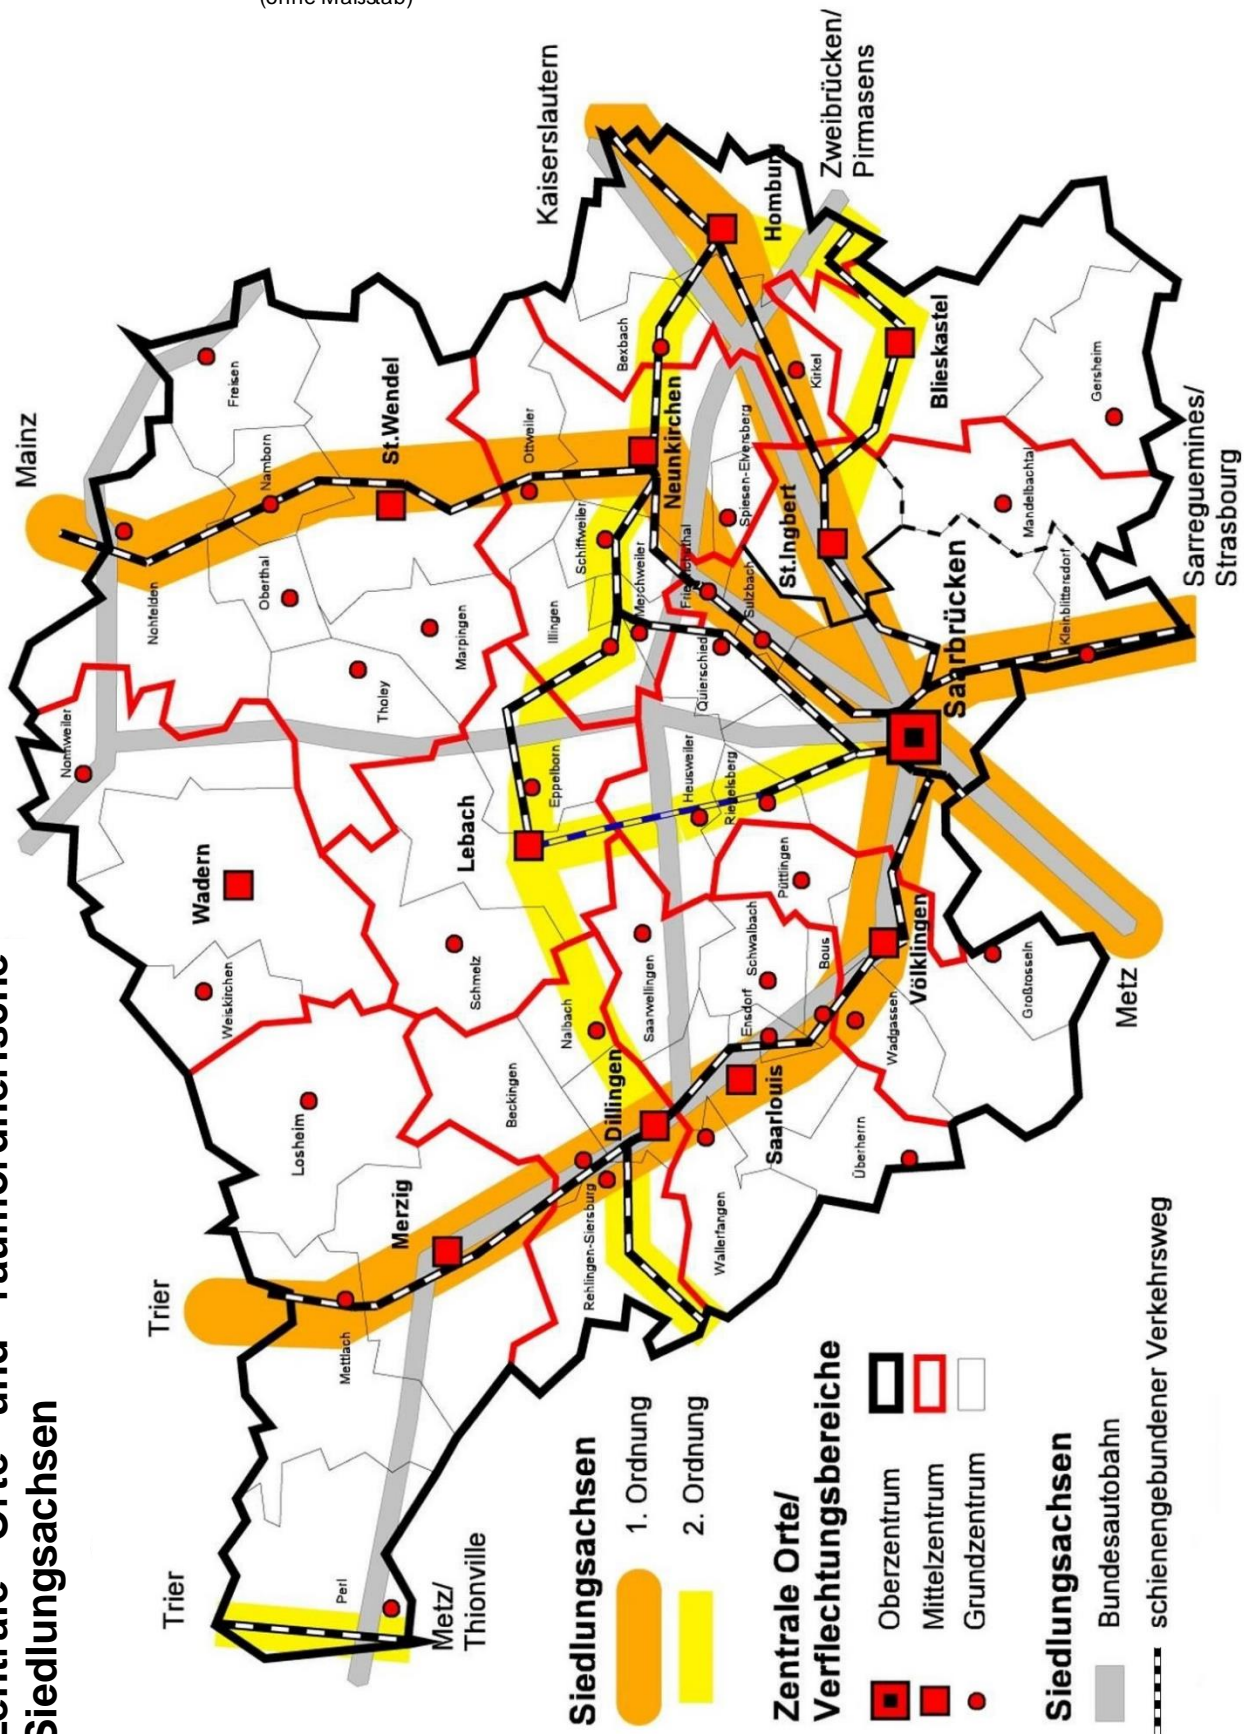 (ohne Maßstab)
Zentrale Orte und raumordnerische
Siedlungsachsen
Trier
Trier
Mainz
Kaiserslautern
Zweibrücken/
Pirmasens
Sarreguemines/
Strasbourg
Metz
Metz/
Thionville
Perl
Mettlach
Merzig
Losheim
Weiskirchen
Wadern
Nonnweiler
Nohfelden
Oberthal
Namborn
Freisen
St.Wendel
Tholey
Marpingen
Beckingen
Schmelz
Lebach
Eppelborn
Illingen
Schiffweiler
Ottweiler
Bexbach
Homburg
Rehlingen-Siersburg
Dillingen
Nalbach
Saarwellingen
Heusweiler
Riegelsberg
Quierschied
Merchweiler
Friedrichsthal
Sulzbach
Neunkirchen
Spiesen-Elversberg
Kirkel
Blieskastel
St.Ingbert
Wallerfangen
Saarlouis
Ensdorf
Schwalbach
Bous
Püttlingen
Völklingen
Wadgassen
Überherrn
Großrosseln
Saarbrücken
Kleinblittersdorf
Mandelbachtal
Gersheim
Siedlungsachsen
1. Ordnung
2. Ordnung
Zentrale Orte/
Verflechtungsbereiche
Oberzentrum
Mittelzentrum
Grundzentrum
Siedlungsachsen
Bundesautobahn
schienengebundener Verkehrsweg